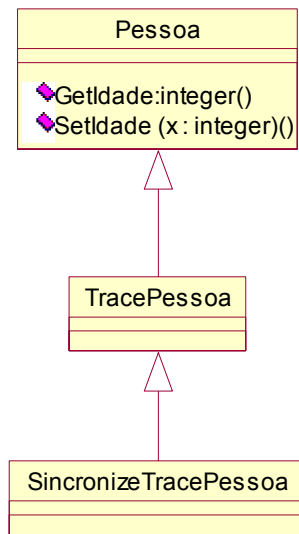 Pessoa
GetIdade:integer()
SetIdade (x : integer)()
TracePessoa
SincronizeTracePessoa